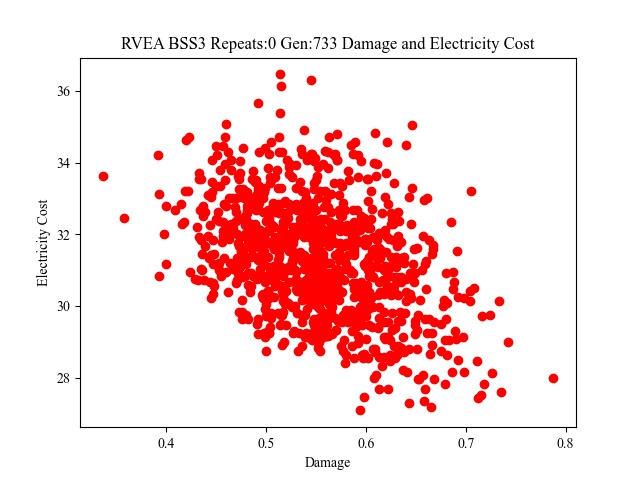 RVEA BSS3 Repeats:0 Gen:733 Damage and Electricity Cost
36
34
32
30
28
Electricity Cost
0.4 0.5 0.6 0.7 0.8
Damage